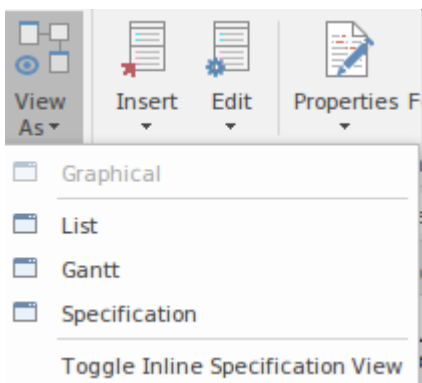 View As
Insert
Edit
Properties
F
Graphical
List
Gantt
Specification
Toggle Inline Specification View